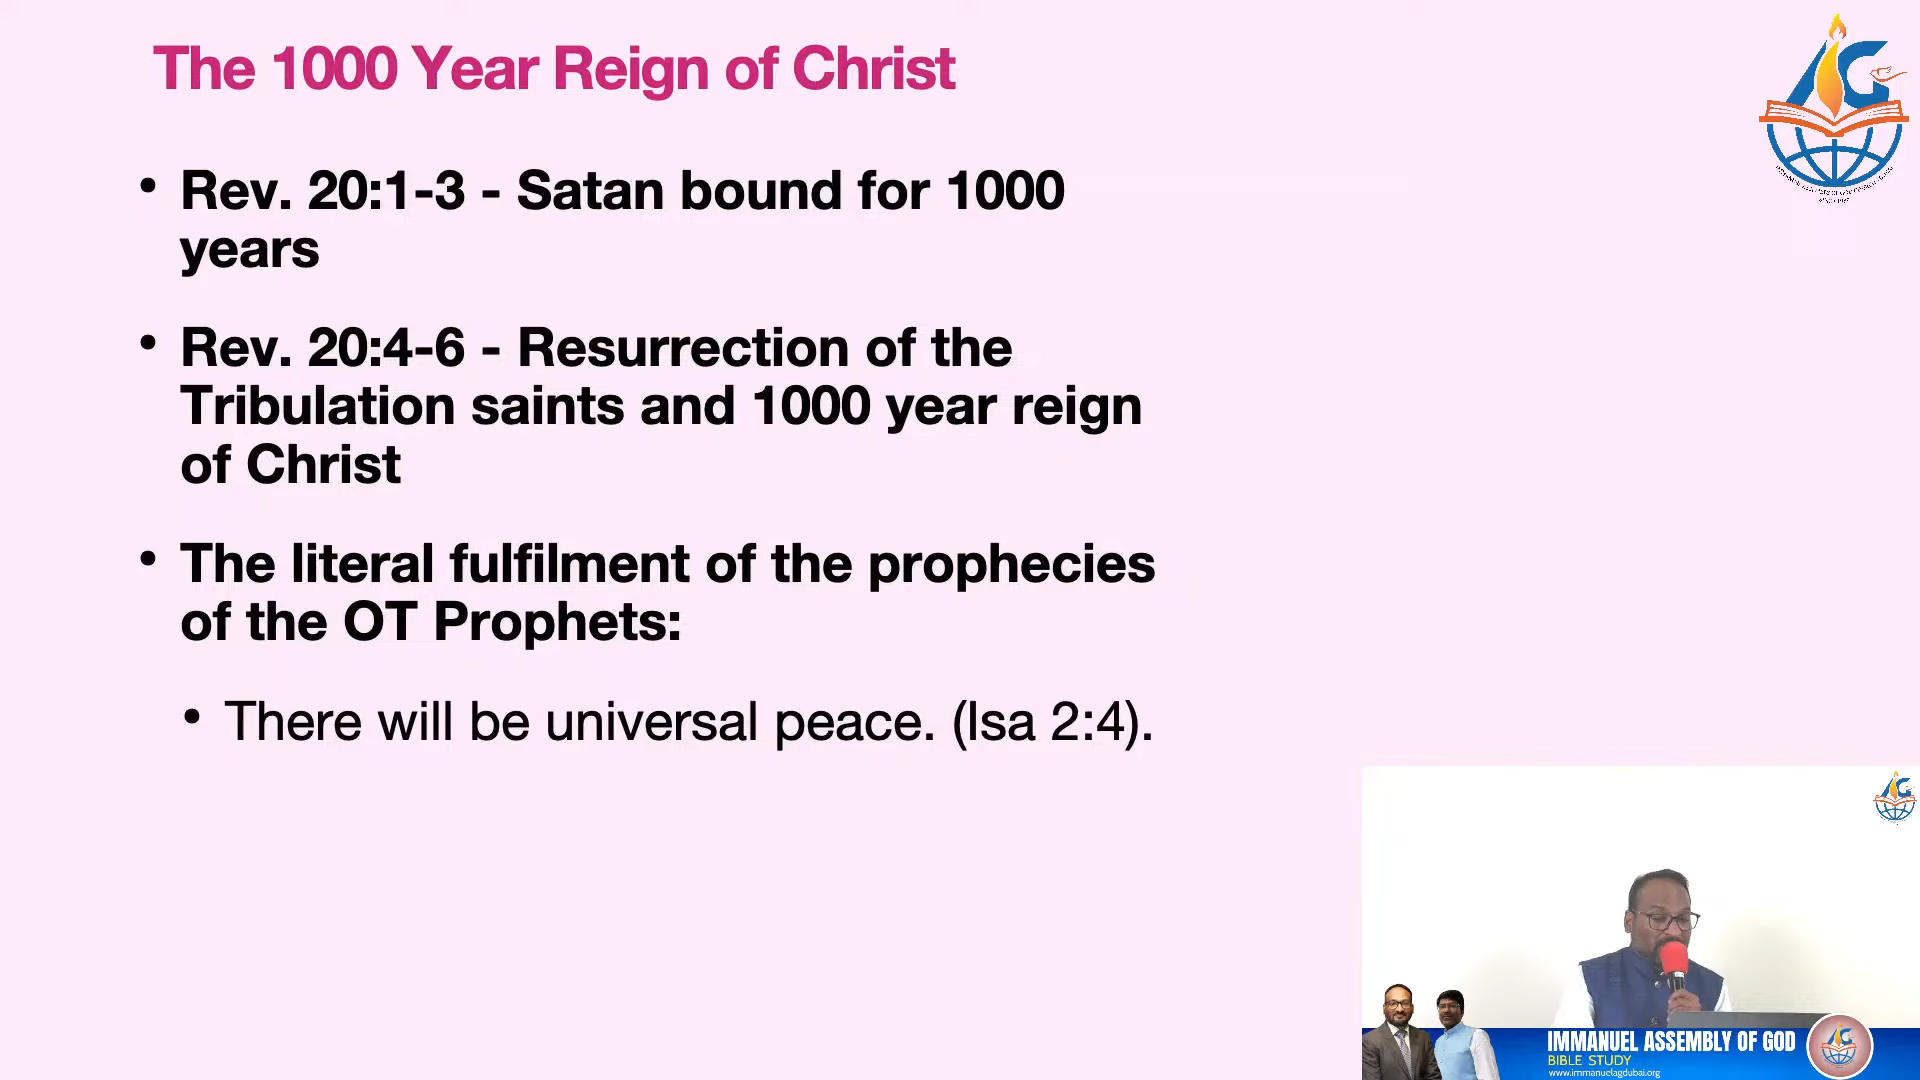 The 1000 Year Reign of Christ
• Rev. 20:1-3 - Satan bound for 1000
years
• Rev. 20:4-6 - Resurrection of the
Tribulation saints and 1000 year reign
of Christ
• The literal fulfilment of the prophecies
of the OT Prophets:
• There will be universal peace. (Isa 2:4).
AG
IMMANUEL ASSEMBLY OF GOD
BIBLE STUDY
www.immanuelagdubai.org